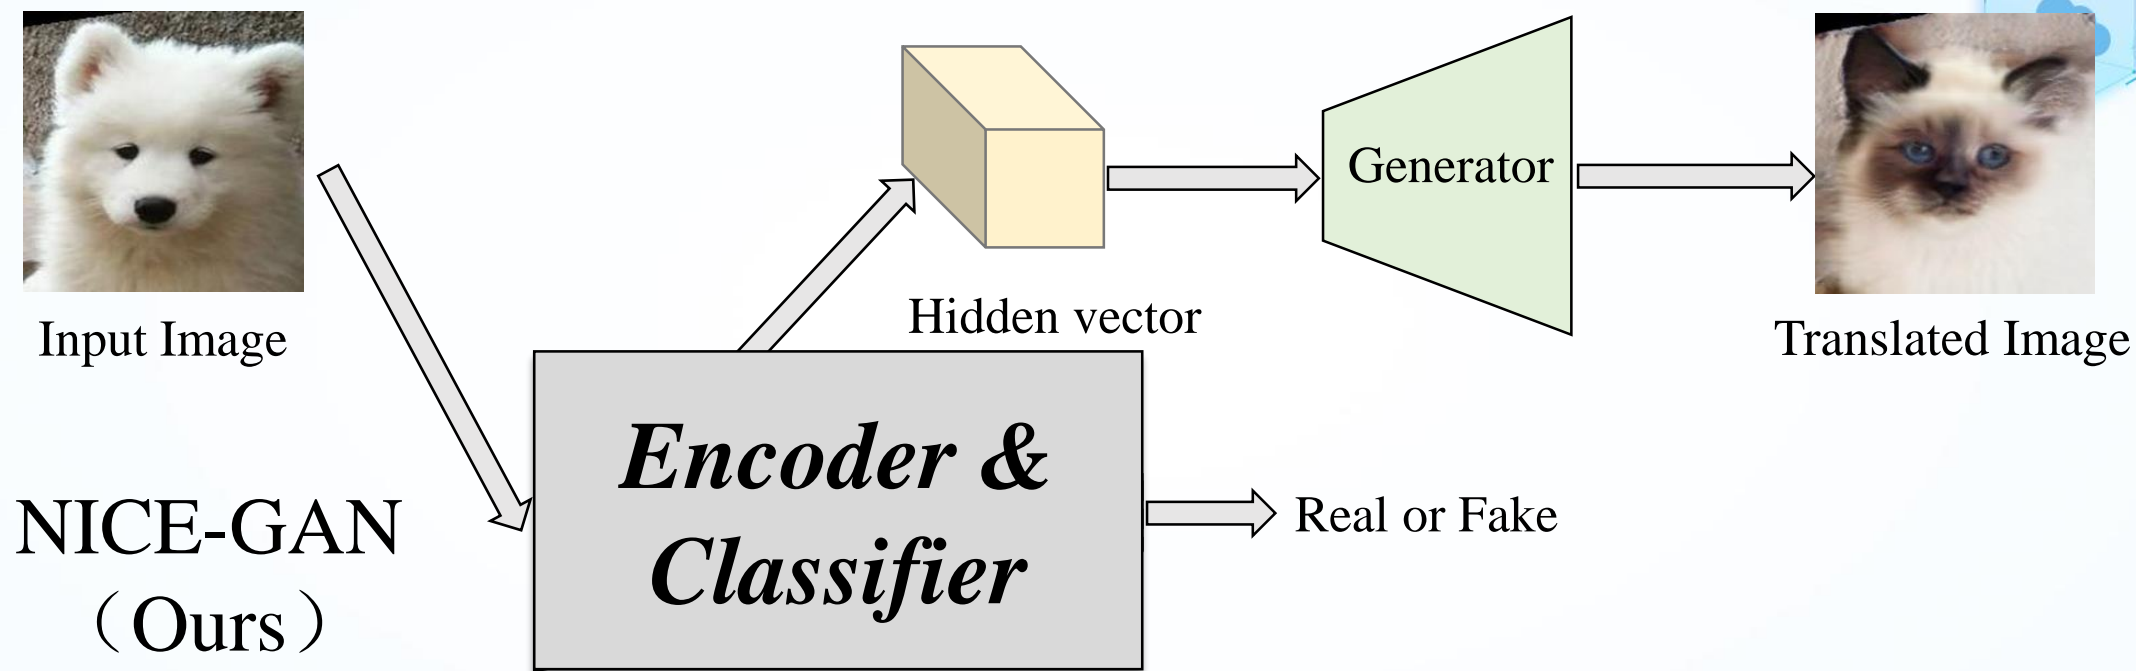 Generator
Hidden vector
Input Image
Translated Image
Encoder &
Classifier
Real or Fake
NICE-GAN
（Ours）